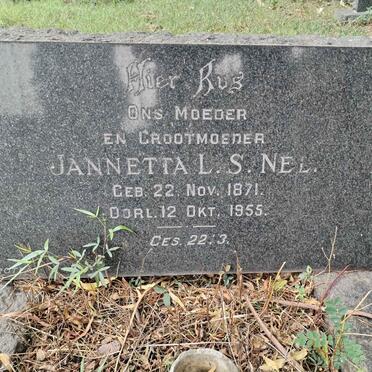 Hier Rus
ONS MOEDER
EN GROOTMOEDER
JANNETTA L. S. NEL.
GEB. 22. NOV. 1871.
OORL. 12 OKT. 1955.
GES. 22.3.